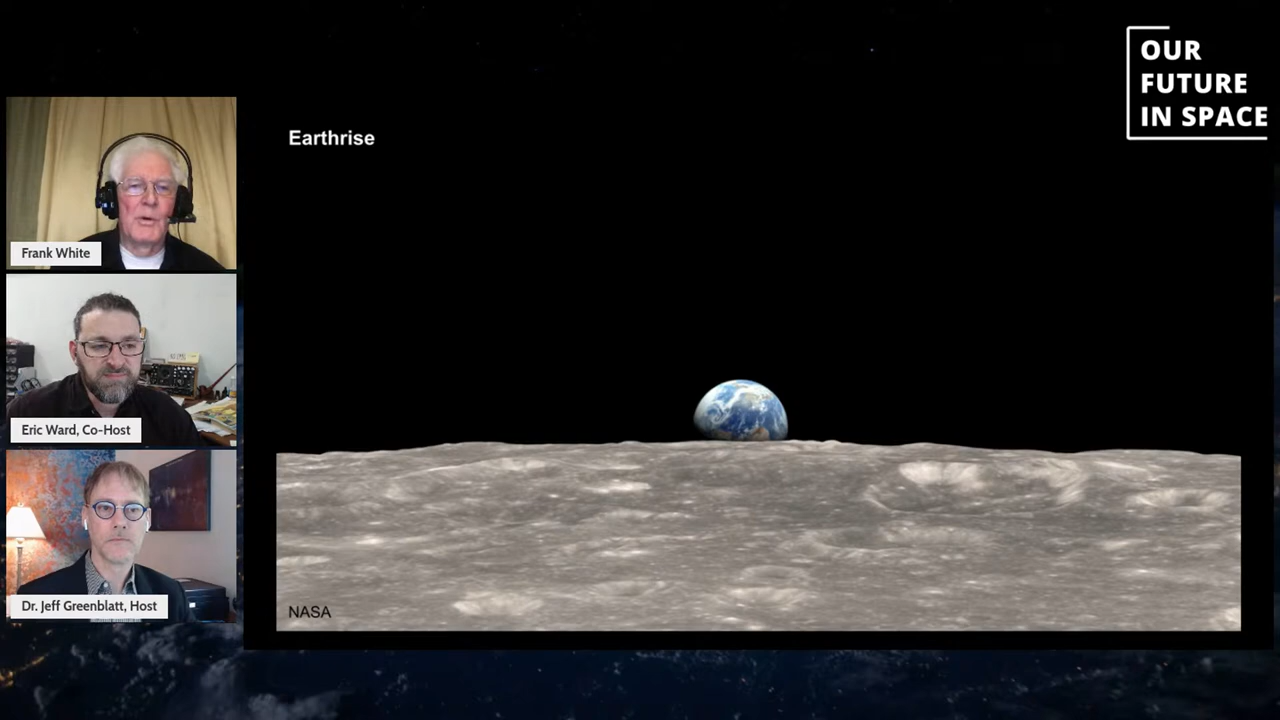 OUR
FUTURE
IN SPACE
Earthrise
Frank White
Eric Ward, Co-Host
Dr. Jeff Greenblatt, Host
NASA